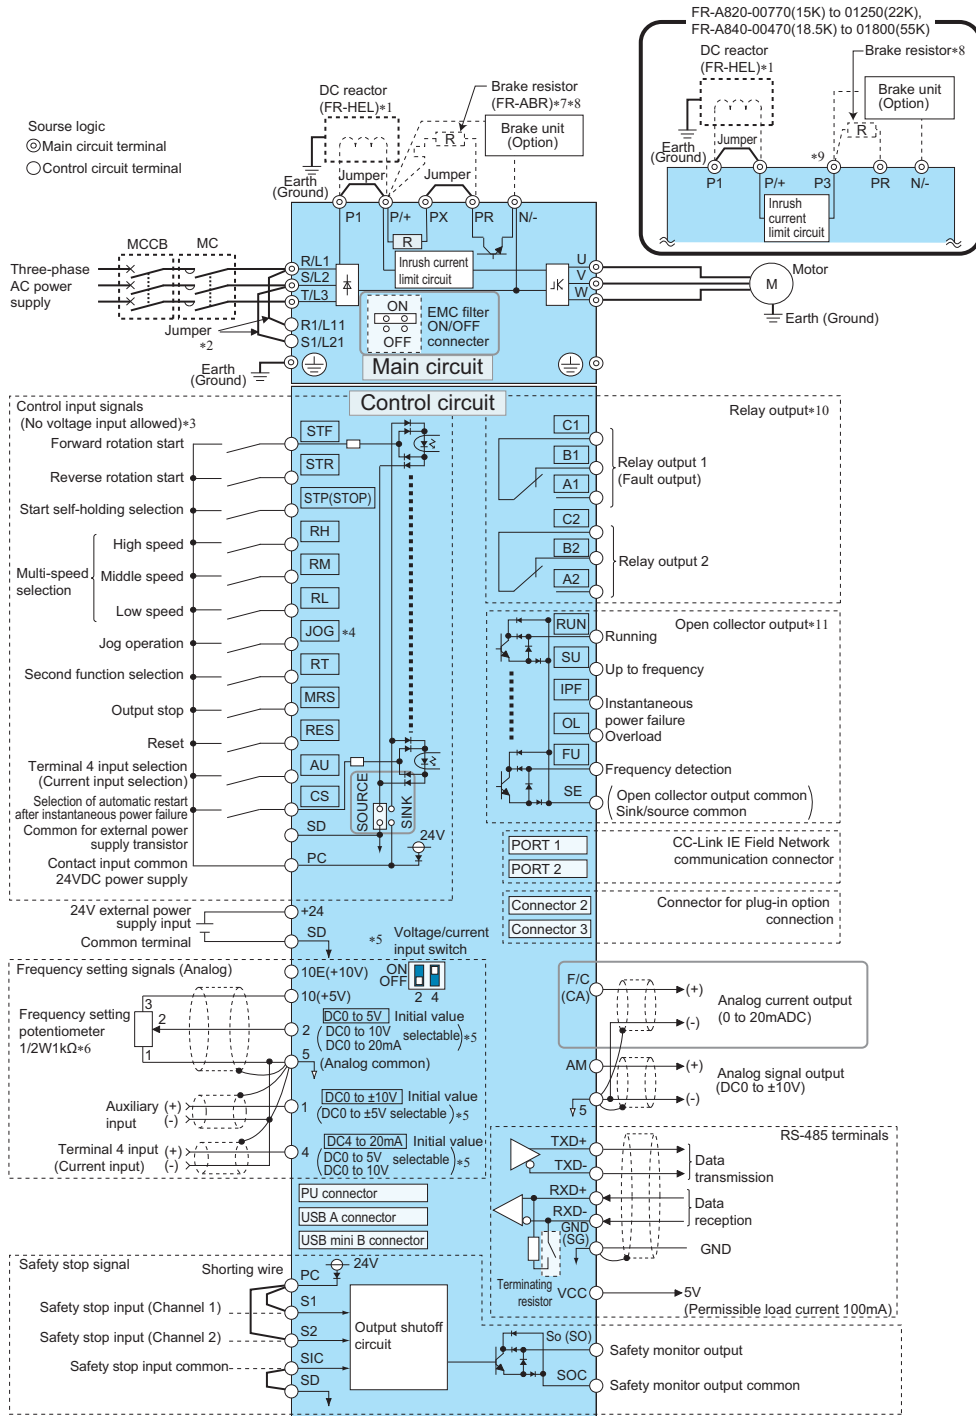 FR-A820-00770(15K) to 01250(22K),
FR-A840-00470(18.5K) to 01800(55K)
DC reactor
(FR-HEL)*1
Brake resistor*8
Brake unit
(Option)
R
Jumper
Earth
(Ground)
*9
P1
P/+
P3
PR
N/-
Inrush
current
limit circuit
Sourse logic
Main circuit terminal
Control circuit terminal
DC reactor
(FR-HEL)*1
Brake resistor
(FR-ABR)*7*8
Brake unit
(Option)
R
Earth
(Ground)
Jumper
Jumper
P1
P/+
PX
PR
N/-
R
Inrush current
limit circuit
MCCB
MC
Three-phase
AC power
supply
R/L1
S/L2
T/L3
R1/L11
S1/L21
Jumper
*2
Earth
(Ground)
ON
OFF
EMC filter
ON/OFF
connecter
Main circuit
U
V
W
Motor
M
Earth (Ground)
Control circuit
Control input signals
(No voltage input allowed)*3
Forward rotation start
STF
Reverse rotation start
STR
Start self-holding selection
STP(STOP)
Multi-speed
selection
High speed
RH
Middle speed
RM
Low speed
RL
Jog operation
JOG *4
Second function selection
RT
Output stop
MRS
Reset
RES
Terminal 4 input selection
(Current input selection)
AU
Selection of automatic restart
after instantaneous power failure
CS
Common for external power
supply transistor
SD
Contact input common
24VDC power supply
PC
SOURCE
SINK
24V
Relay output*10
C1
B1
A1
Relay output 1
(Fault output)
C2
B2
A2
Relay output 2
Open collector output*11
RUN
Running
SU
Up to frequency
IPF
Instantaneous
power failure
OL
Overload
FU
Frequency detection
SE
Open collector output common
Sink/source common
PORT 1
PORT 2
CC-Link IE Field Network
communication connector
Connector 2
Connector 3
Connector for plug-in option
connection
24V external power
supply input
+24
Common terminal
SD
*5 Voltage/current
input switch
ON
OFF
2 4
Frequency setting signals (Analog)
10E(+10V)
10(+5V)
Frequency setting
potentiometer
1/2W1kΩ*6
3
2
1
2
DC0 to 5V Initial value
(DC0 to 10V
DC0 to 20mA selectable)*5
5
(Analog common)
Auxiliary
input
(+)
(-)
1
DC0 to ±10V Initial value
(DC0 to ±5V selectable)*5
Terminal 4 input
(Current input)
(+)
(-)
4
DC4 to 20mA Initial value
(DC0 to 5V
DC0 to 10V selectable)*5
F/C
(CA)
(+)
(-)
Analog current output
(0 to 20mADC)
AM
(+)
(-)
Analog signal output
(DC0 to ±10V)
5
RS-485 terminals
TXD+
TXD-
Data
transmission
RXD+
RXD-
Data
reception
GND
(SG)
GND
Terminating
resistor
VCC
5V
(Permissible load current 100mA)
PU connector
USB A connector
USB mini B connector
Safety stop signal
Shorting wire
PC
24V
Safety stop input (Channel 1)
S1
Safety stop input (Channel 2)
S2
Safety stop input common
SIC
SD
Output shutoff
circuit
So (SO)
Safety monitor output
SOC
Safety monitor output common